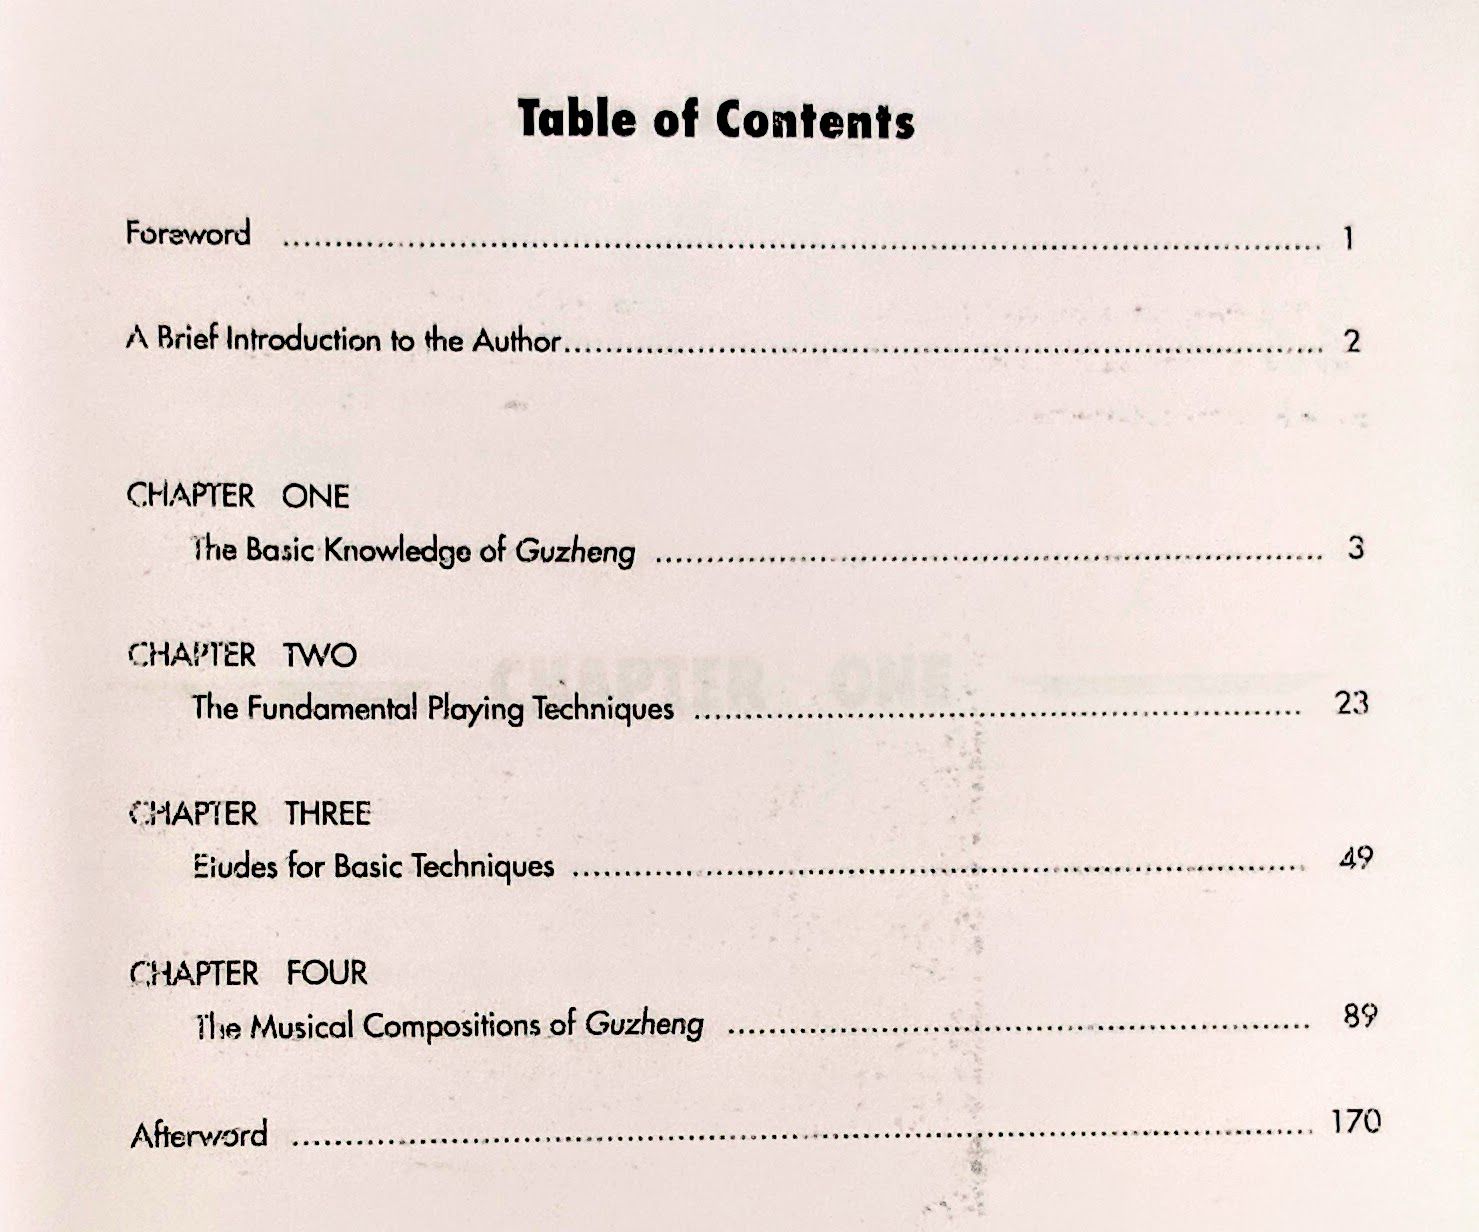 Table of Contents
Foreword ........................................ 1
A Brief Introduction to the Author........................................ 2
CHAPTER ONE
The Basic Knowledge of Guzheng ........................................ 3
CHAPTER TWO
The Fundamental Playing Techniques ........................................ 23
CHAPTER THREE
Etudes for Basic Techniques ........................................ 49
CHAPTER FOUR
The Musical Compositions of Guzheng ........................................ 89
Afterword ........................................ 170